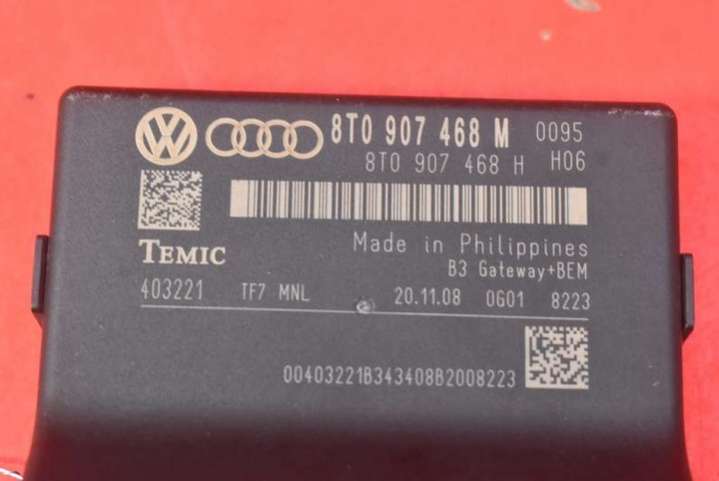 8T0 907 468 M 0095
8T0 907 468 H H06
TEMIC
Made in Philippines
B3 Gateway+BEM
403221 TF7 MNL 20.11.08 0G01 8223
00403221B343408B2008223